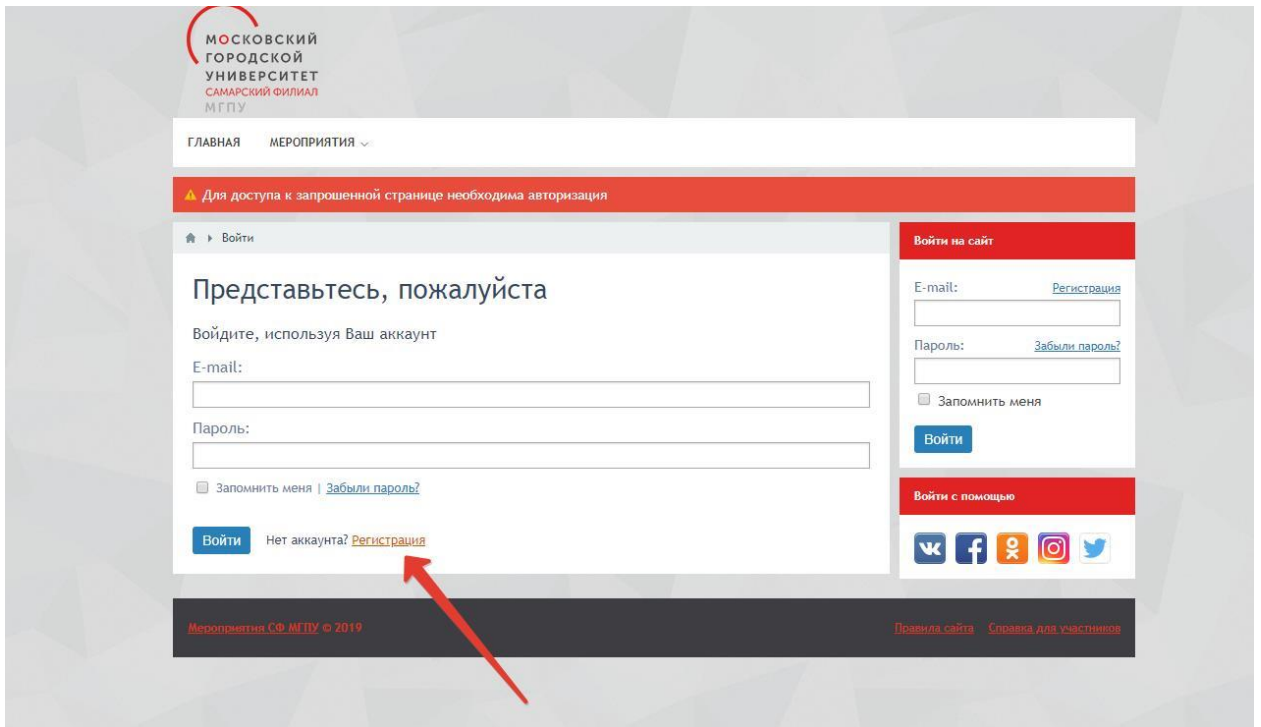 МОСКОВСКИЙ
ГОРОДСКОЙ
УНИВЕРСИТЕТ
САМАРСКИЙ ФИЛИАЛ
МГПУ
ГЛАВНАЯ МЕРОПРИЯТИЯ
Для доступа к запрошенной странице необходима авторизация
Войти
Представьтесь, пожалуйста
Войдите, используя Ваш аккаунт
E-mail:
Пароль:
Запомнить меня | Забыли пароль?
Войти Нет аккаунта? Регистрация
Войти на сайт
E-mail: Регистрация
Пароль: Забыли пароль?
Запомнить меня
Войти
Войти с помощью
Мероприятия СФ МГПУ © 2019
Правила сайта Справка для участников